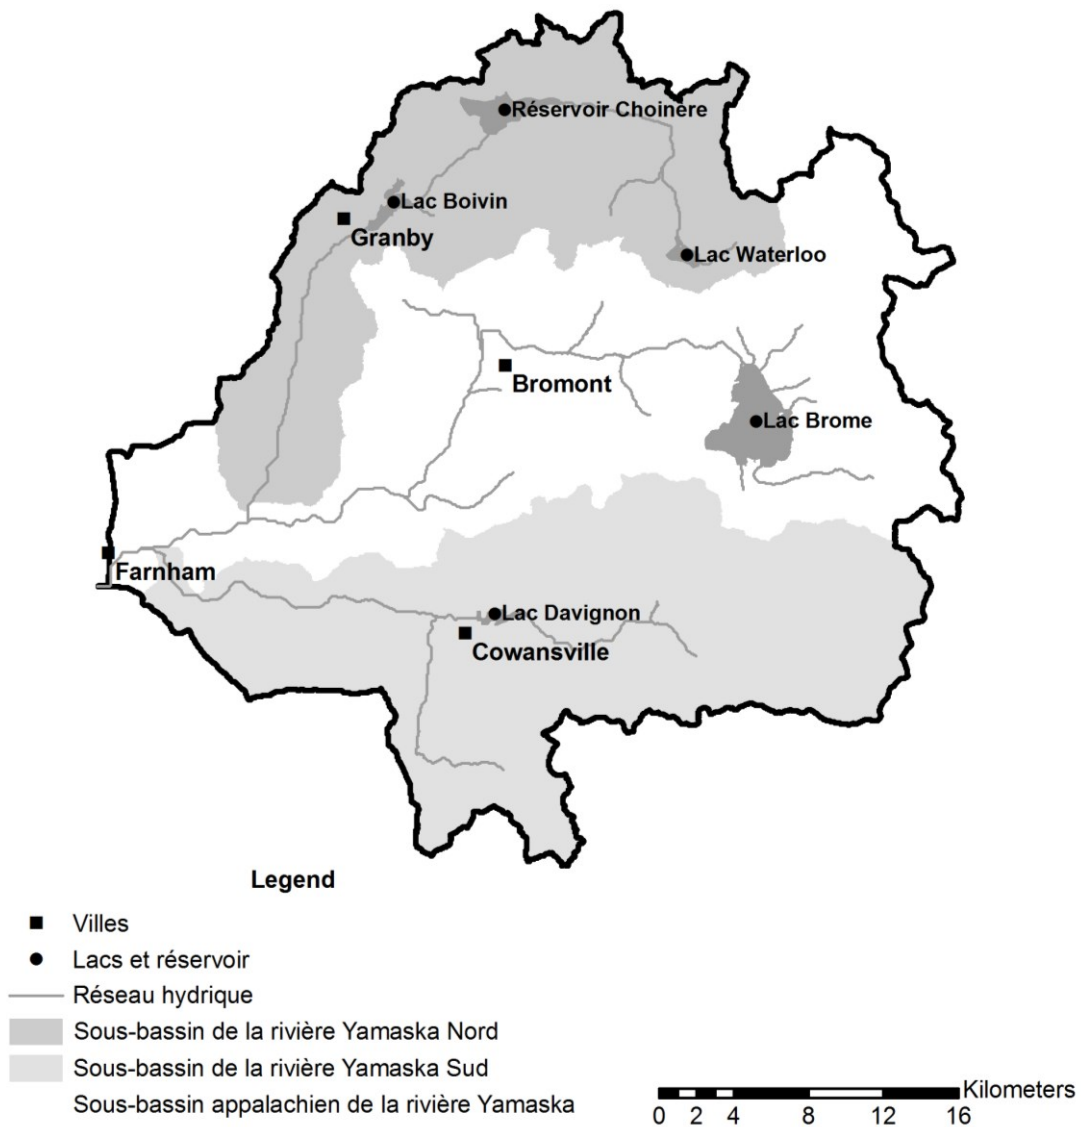 Réservoir Choinère
Lac Boivin
Granby
Lac Waterloo
Bromont
Lac Brome
Farnham
Lac Davignon
Cowansville
Legend
Villes
Lacs et réservoir
Réseau hydrique
Sous-bassin de la rivière Yamaska Nord
Sous-bassin de la rivière Yamaska Sud
Sous-bassin appalachien de la rivière Yamaska
Kilometers
0 2 4 8 12 16